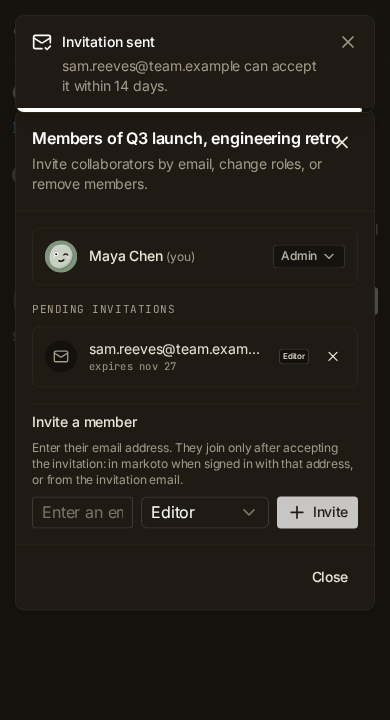 Invitation sent
sam.reeves@team.example can accept
it within 14 days.
Members of Q3 launch, engineering retro
Invite collaborators by email, change roles, or
remove members.
Maya Chen (you)
Admin
PENDING INVITATIONS
sam.reeves@team.exam...
expires nov 27
Editor
Invite a member
Enter their email address. They join only after accepting
the invitation: in markoto when signed in with that address,
or from the invitation email.
Enter an en
Editor
Invite
Close